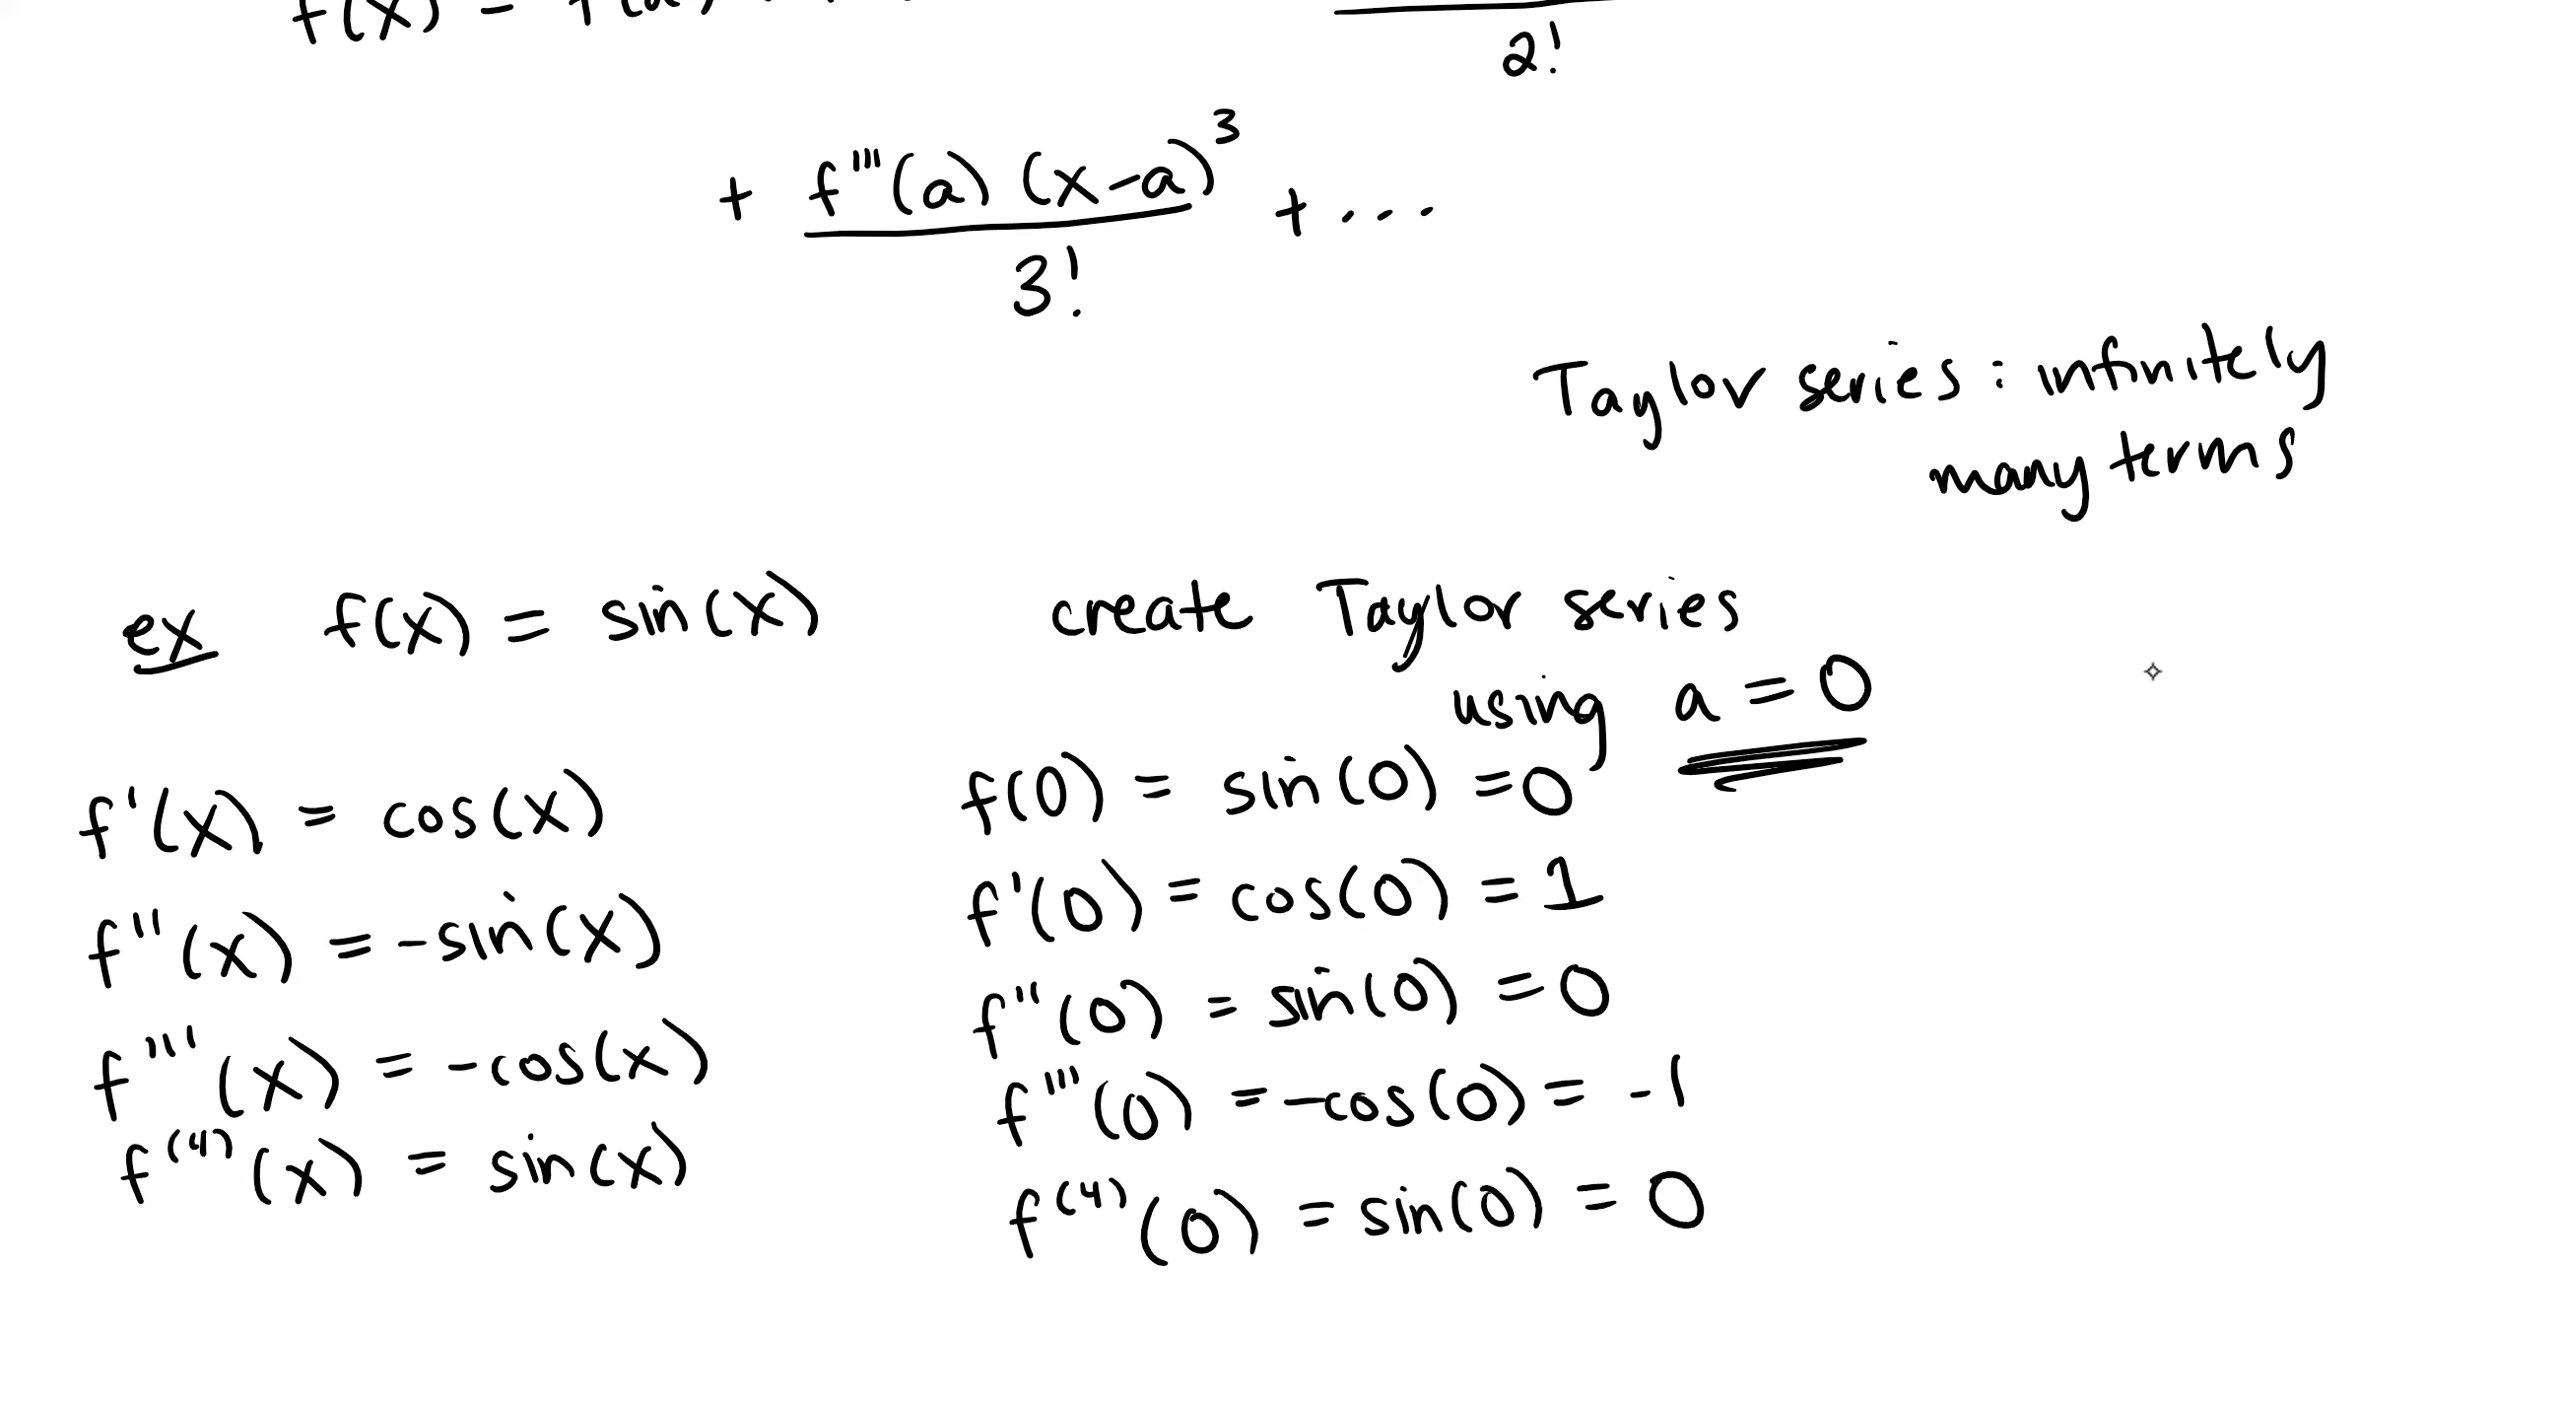 f(x) = f(a)
2!
+ f'''(a) (x-a)^3 + ...
3!
Taylor series : infinitely
many terms
ex f(x) = sin(x) create Taylor series
using a = 0
f'(x) = cos(x) f(0) = sin(0) = 0
f''(x) = -sin(x) f'(0) = cos(0) = 1
f'''(x) = -cos(x) f''(0) = sin(0) = 0
f^(4)(x) = sin(x) f'''(0) = -cos(0) = -1
f^(4)(0) = sin(0) = 0